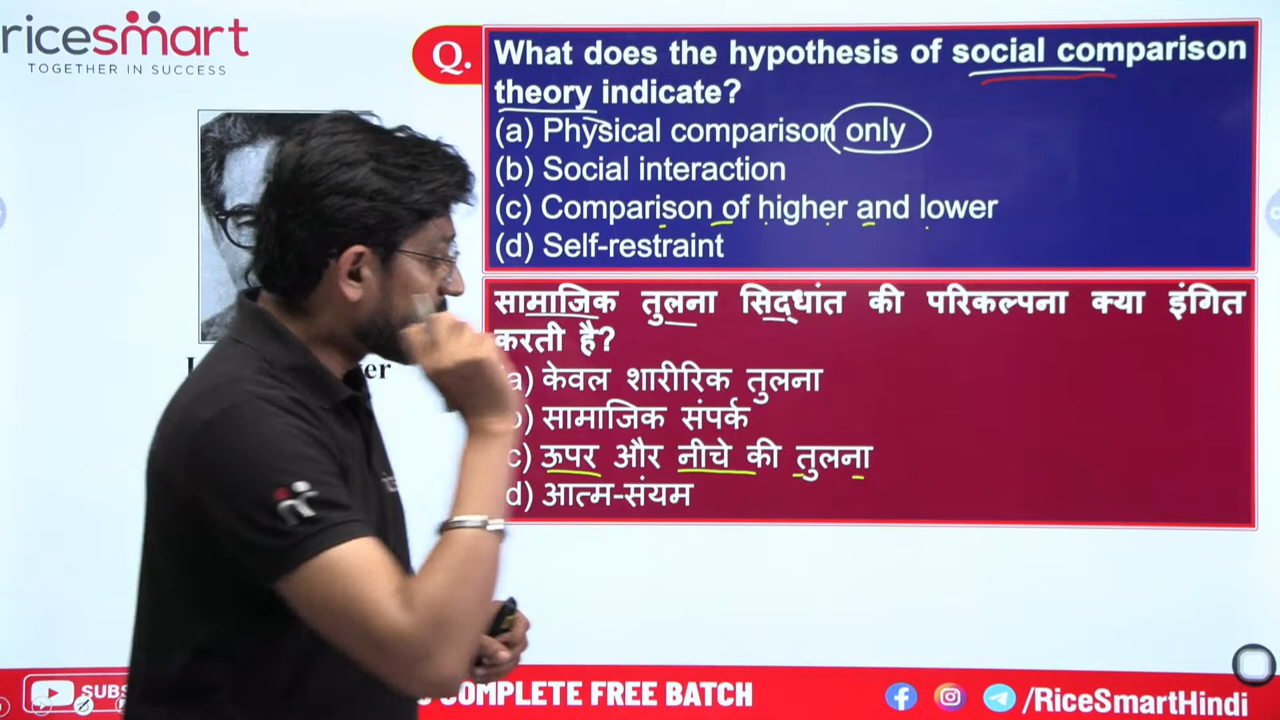 ricesmart
TOGETHER IN SUCCESS
Q.
What does the hypothesis of social comparison
theory indicate?
(a) Physical comparison only
(b) Social interaction
(c) Comparison of higher and lower
(d) Self-restraint
सामाजिक तुलना सिद्धांत की परिकल्पना क्या इंगित
करती है?
a) केवल शारीरिक तुलना
) सामाजिक संपर्क
c) ऊपर और नीचे की तुलना
d) आत्म-संयम
COMPLETE FREE BATCH
/RiceSmartHindi